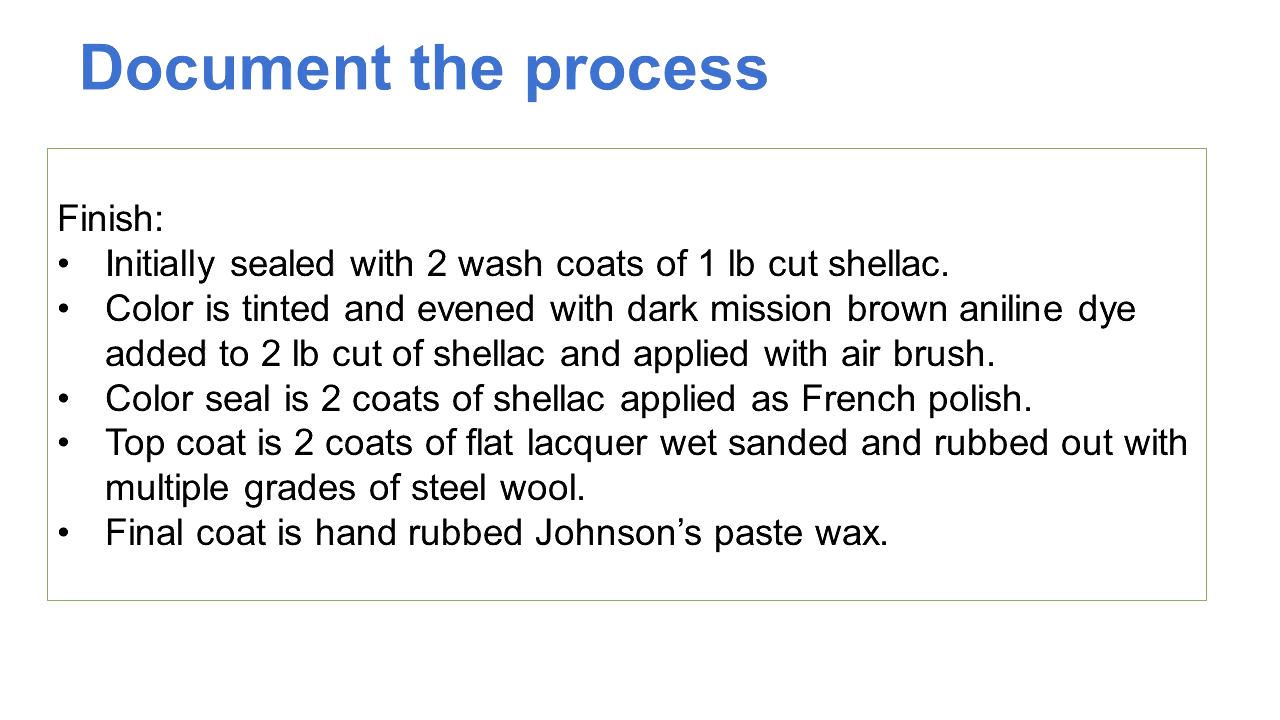 Document the process
Finish:
• Initially sealed with 2 wash coats of 1 lb cut shellac.
• Color is tinted and evened with dark mission brown aniline dye
added to 2 lb cut of shellac and applied with air brush.
• Color seal is 2 coats of shellac applied as French polish.
• Top coat is 2 coats of flat lacquer wet sanded and rubbed out with
multiple grades of steel wool.
• Final coat is hand rubbed Johnson’s paste wax.